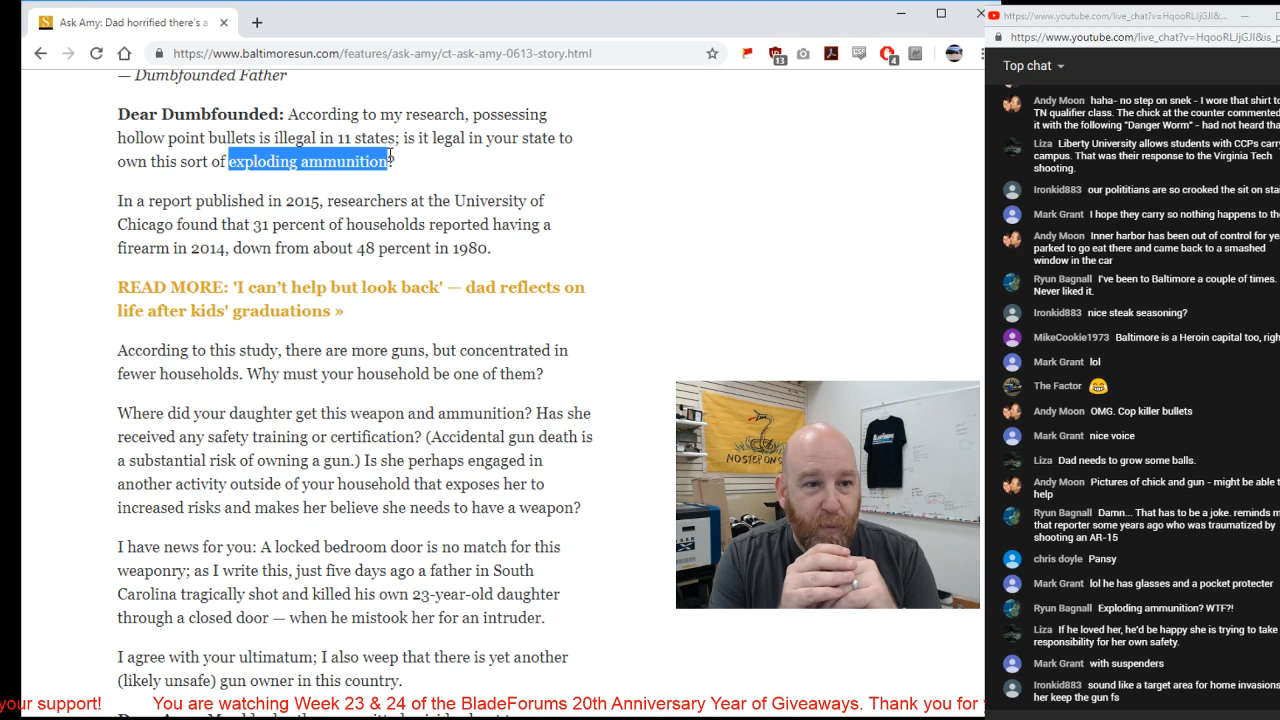 Ask Amy: Dad horrified there's a
https://www.baltimoresun.com/features/ask-amy/ct-ask-amy-0613-story.html
13
4
— Dumbfounded Father
Dear Dumbfounded: According to my research, possessing
hollow point bullets is illegal in 11 states; is it legal in your state to
own this sort of exploding ammunition?
In a report published in 2015, researchers at the University of
Chicago found that 31 percent of households reported having a
firearm in 2014, down from about 48 percent in 1980.
READ MORE: 'I can't help but look back' — dad reflects on
life after kids' graduations »
According to this study, there are more guns, but concentrated in
fewer households. Why must your household be one of them?
Where did your daughter get this weapon and ammunition? Has she
received any safety training or certification? (Accidental gun death is
a substantial risk of owning a gun.) Is she perhaps engaged in
another activity outside of your household that exposes her to
increased risks and makes her believe she needs to have a weapon?
I have news for you: A locked bedroom door is no match for this
weaponry; as I write this, just five days ago a father in South
Carolina tragically shot and killed his own 23-year-old daughter
through a closed door — when he mistook her for an intruder.
I agree with your ultimatum; I also weep that there is yet another
(likely unsafe) gun owner in this country.
NO STEP ON
https://www.youtube.com/live_chat?v=HqooRLJjGJI&...
https://www.youtube.com/live_chat?v=HqooRLJjGJI&is_p
Top chat
Andy Moon haha- no step on snek - I wore that shirt to
TN qualifier class. The chick at the counter commented
it with the following "Danger Worm" - had not heard tha
Liza Liberty University allows students with CCPs carry
campus. That was their response to the Virginia Tech
shooting.
Ironkid883 our polititians are so crooked the sit on stai
Mark Grant I hope they carry so nothing happens to the
Andy Moon Inner harbor has been out of control for ye
parked to go eat there and came back to a smashed
window in the car
Ryun Bagnall I've been to Baltimore a couple of times.
Never liked it.
Ironkid883 nice steak seasoning?
MikeCookie1973 Baltimore is a Heroin capital too, righ
Mark Grant lol
The Factor 😂
Andy Moon OMG. Cop killer bullets
Mark Grant nice voice
Liza Dad needs to grow some balls.
Andy Moon Pictures of chick and gun - might be able t
help
Ryun Bagnall Damn... That has to be a joke. reminds m
that reporter some years ago who was traumatized by
shooting an AR-15
chris doyle Pansy
Mark Grant lol he has glasses and a pocket protecter
Ryun Bagnall Exploding ammunition? WTF?!
Liza If he loved her, he'd be happy she is trying to take
responsibility for her own safety.
Mark Grant with suspenders
Ironkid883 sound like a target area for home invasions
her keep the gun fs
your support! You are watching Week 23 & 24 of the BladeForums 20th Anniversary Year of Giveaways. Thank you for